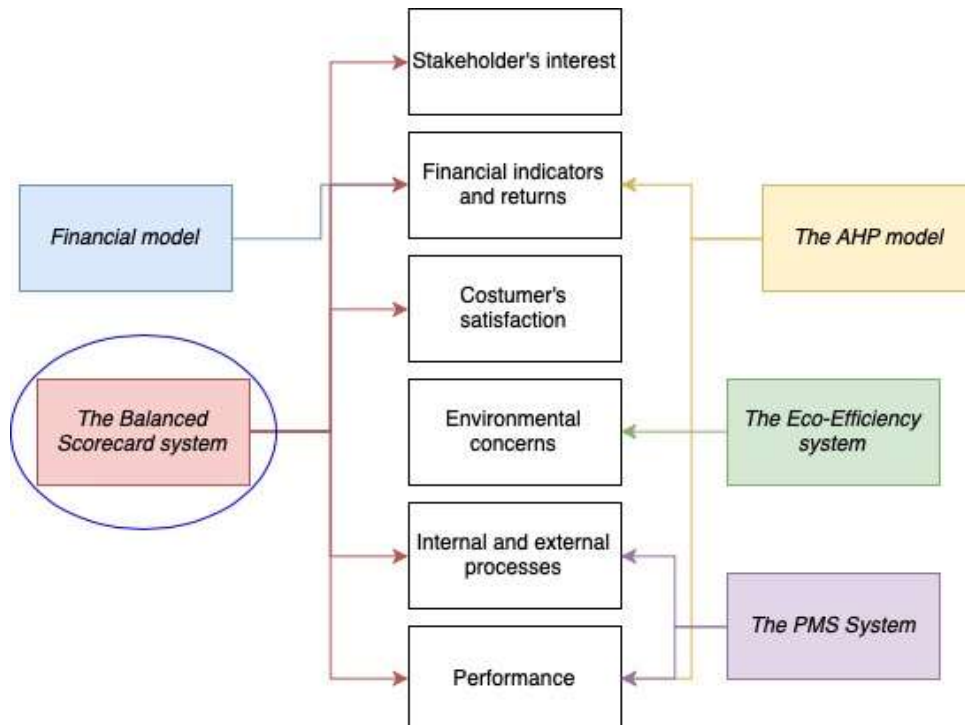 Stakeholder's interest
Financial indicators
and returns
Financial model
The AHP model
Costumer's
satisfaction
The Balanced
Scorecard system
Environmental
concerns
The Eco-Efficiency
system
Internal and external
processes
The PMS System
Performance